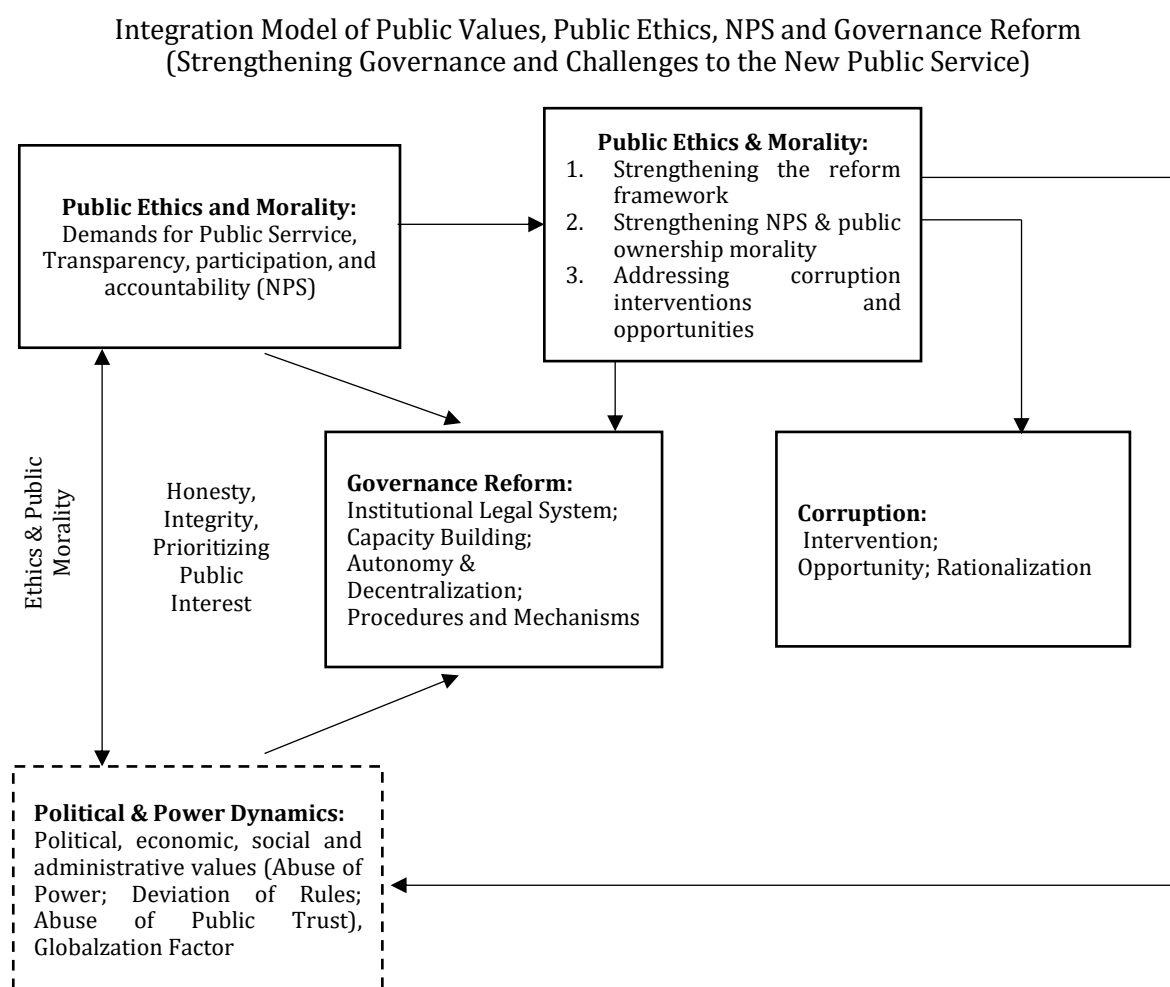 Integration Model of Public Values, Public Ethics, NPS and Governance Reform
(Strengthening Governance and Challenges to the New Public Service)
Public Ethics and Morality:
Demands for Public Serrvice,
Transparency, participation, and
accountability (NPS)
Public Ethics & Morality:
1. Strengthening the reform
framework
2. Strengthening NPS & public
ownership morality
3. Addressing corruption
interventions and
opportunities
Ethics & Public
Morality
Honesty,
Integrity,
Prioritizing
Public
Interest
Governance Reform:
Institutional Legal System;
Capacity Building;
Autonomy &
Decentralization;
Procedures and Mechanisms
Corruption:
Intervention;
Opportunity; Rationalization
Political & Power Dynamics:
Political, economic, social and
administrative values (Abuse of
Power; Deviation of Rules;
Abuse of Public Trust),
Globalzation Factor